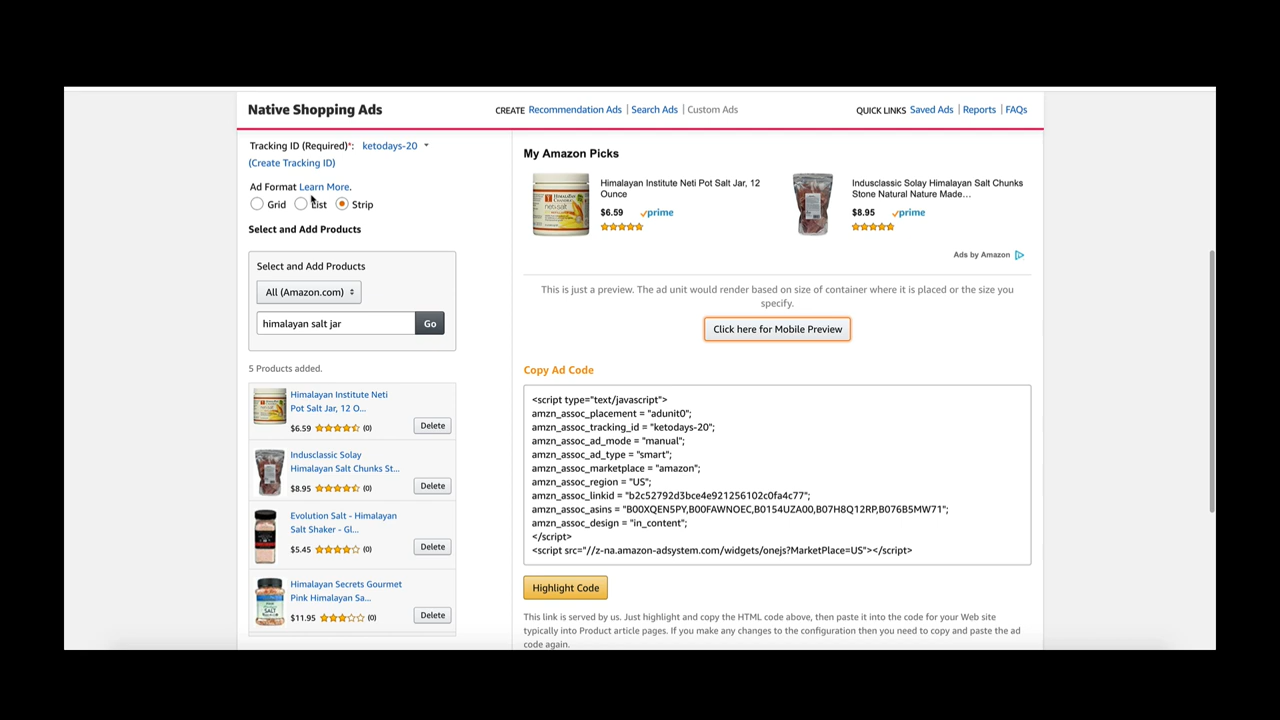 Native Shopping Ads
CREATE Recommendation Ads | Search Ads | Custom Ads
QUICK LINKS Saved Ads | Reports | FAQs
Tracking ID (Required)*: ketodays-20
(Create Tracking ID)
Ad Format Learn More.
Grid List Strip
Select and Add Products
Select and Add Products
All (Amazon.com)
himalayan salt jar Go
5 Products added.
Himalayan Institute Neti
Pot Salt Jar, 12 O...
$6.59 (0) Delete
Indusclassic Solay
Himalayan Salt Chunks St...
$8.95 (0) Delete
Evolution Salt - Himalayan
Salt Shaker - Gl...
$5.45 (0) Delete
Himalayan Secrets Gourmet
Pink Himalayan Sa...
$11.95 (0) Delete
My Amazon Picks
Himalayan Institute Neti Pot Salt Jar, 12
Ounce
$6.59 prime
Indusclassic Solay Himalayan Salt Chunks
Stone Natural Nature Made...
$8.95 prime
Ads by Amazon
This is just a preview. The ad unit would render based on size of container where it is placed or the size you
specify.
Click here for Mobile Preview
Copy Ad Code
<script type="text/javascript">
amzn_assoc_placement = "adunit0";
amzn_assoc_tracking_id = "ketodays-20";
amzn_assoc_ad_mode = "manual";
amzn_assoc_ad_type = "smart";
amzn_assoc_marketplace = "amazon";
amzn_assoc_region = "US";
amzn_assoc_linkid = "b2c52792d3bce4e921256102c0fa4c77";
amzn_assoc_asins = "B00XQEN5PY,B00FAWNOEC,B0154UZA00,B07H8Q12RP,B076B5MW71";
amzn_assoc_design = "in_content";
</script>
<script src="//z-na.amazon-adsystem.com/widgets/onejs?MarketPlace=US"></script>
Highlight Code
This link is served by us. Just highlight and copy the HTML code above, then paste it into the code for your Web site
typically into Product article pages. If you make any changes to the configuration then you need to copy and paste the ad
code again.